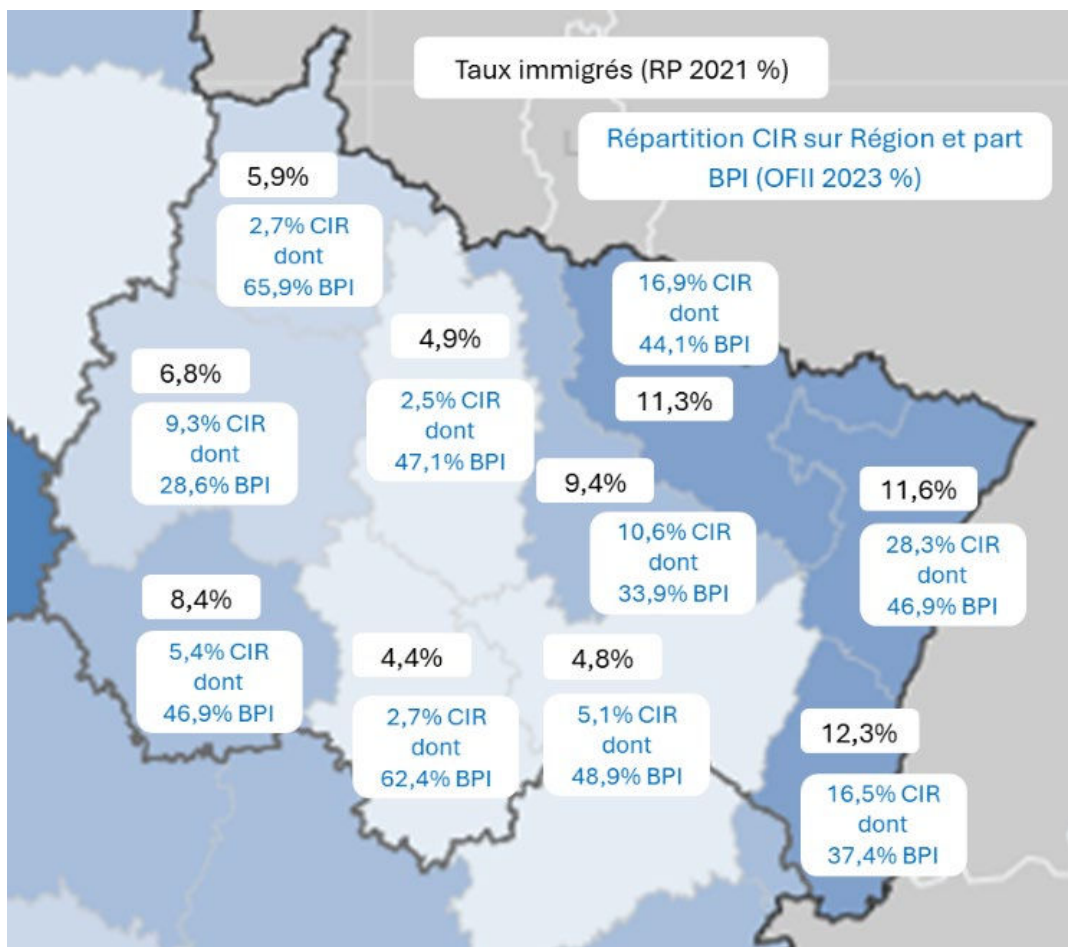 Taux immigrés (RP 2021 %)
Répartition CIR sur Région et part
BPI (OFII 2023 %)
5,9%
2,7% CIR
dont
65,9% BPI
16,9% CIR
dont
44,1% BPI
11,3%
4,9%
2,5% CIR
dont
47,1% BPI
6,8%
9,3% CIR
dont
28,6% BPI
9,4%
10,6% CIR
dont
33,9% BPI
11,6%
28,3% CIR
dont
46,9% BPI
8,4%
5,4% CIR
dont
46,9% BPI
4,4%
2,7% CIR
dont
62,4% BPI
4,8%
5,1% CIR
dont
48,9% BPI
12,3%
16,5% CIR
dont
37,4% BPI